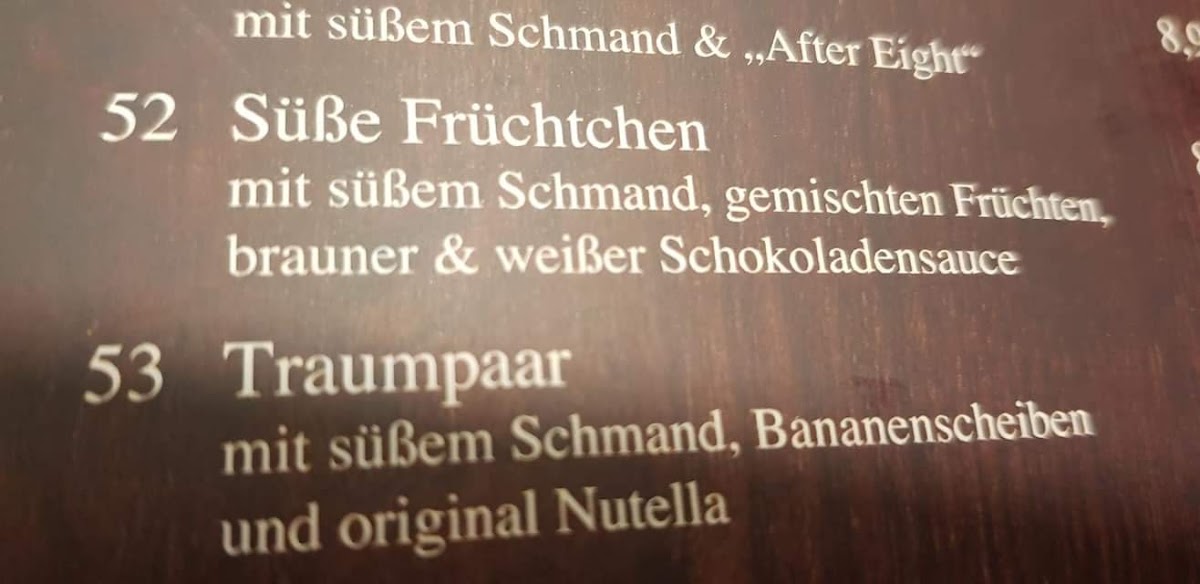 mit süßem Schmand & „After Eight“
52 Süße Früchtchen
mit süßem Schmand, gemischten Früchten,
brauner & weißer Schokoladensauce
53 Traumpaar
mit süßem Schmand, Bananenscheiben
und original Nutella